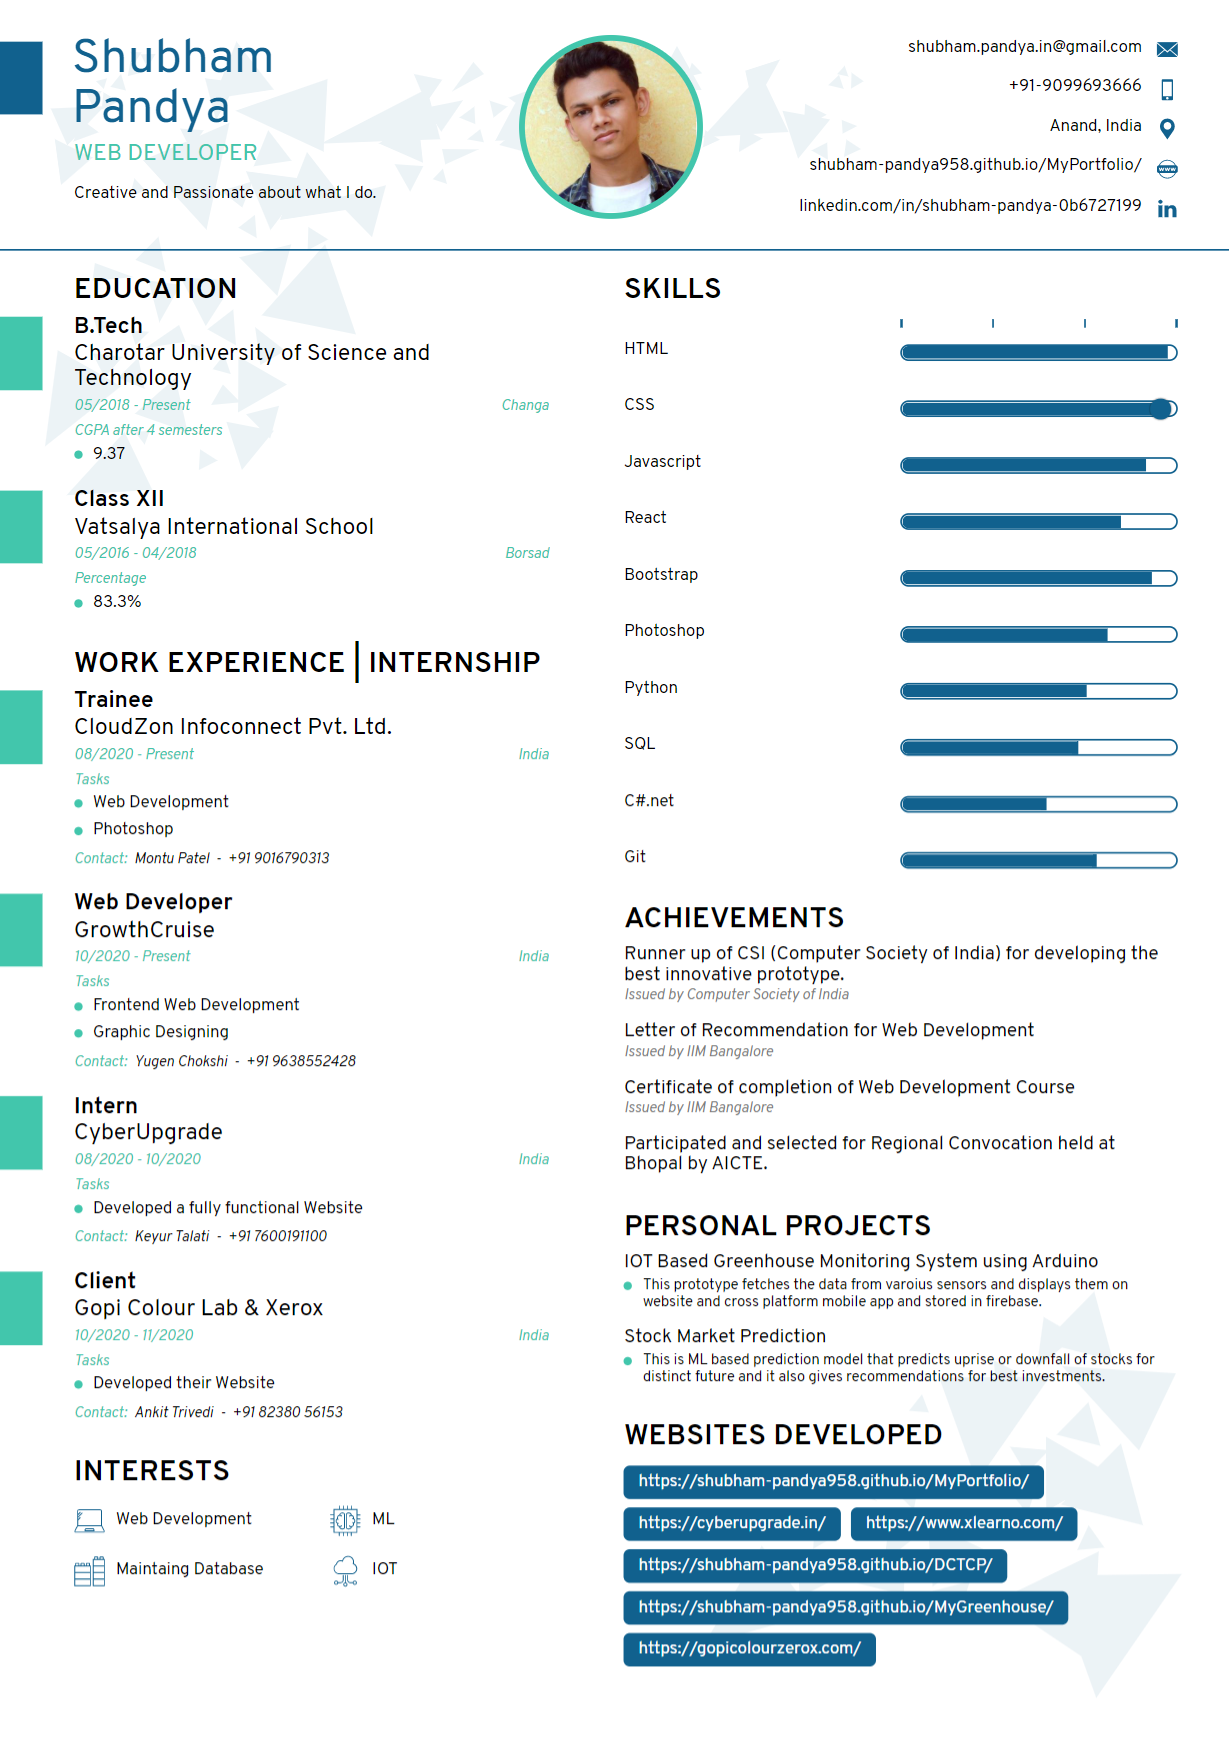 Shubham
Pandya
WEB DEVELOPER
Creative and Passionate about what I do.
shubham.pandya.in@gmail.com
+91-9099693666
Anand, India
shubham-pandya958.github.io/MyPortfolio/
www
linkedin.com/in/shubham-pandya-0b6727199
in
EDUCATION
B.Tech
Charotar University of Science and
Technology
05/2018 - Present Changa
CGPA after 4 semesters
9.37
Class XII
Vatsalya International School
05/2016 - 04/2018 Borsad
Percentage
83.3%
WORK EXPERIENCE | INTERNSHIP
Trainee
CloudZon Infoconnect Pvt. Ltd.
08/2020 - Present India
Tasks
Web Development
Photoshop
Contact: Montu Patel - +91 9016790313
Web Developer
GrowthCruise
10/2020 - Present India
Tasks
Frontend Web Development
Graphic Designing
Contact: Yugen Chokshi - +91 9638552428
Intern
CyberUpgrade
08/2020 - 10/2020 India
Tasks
Developed a fully functional Website
Contact: Keyur Talati - +91 7600191100
Client
Gopi Colour Lab & Xerox
10/2020 - 11/2020 India
Tasks
Developed their Website
Contact: Ankit Trivedi - +91 82380 56153
INTERESTS
Web Development ML
Maintaing Database IOT
SKILLS
HTML
CSS
Javascript
React
Bootstrap
Photoshop
Python
SQL
C#.net
Git
ACHIEVEMENTS
Runner up of CSI (Computer Society of India) for developing the
best innovative prototype.
Issued by Computer Society of India
Letter of Recommendation for Web Development
Issued by IIM Bangalore
Certificate of completion of Web Development Course
Issued by IIM Bangalore
Participated and selected for Regional Convocation held at
Bhopal by AICTE.
PERSONAL PROJECTS
IOT Based Greenhouse Monitoring System using Arduino
This prototype fetches the data from varoius sensors and displays them on
website and cross platform mobile app and stored in firebase.
Stock Market Prediction
This is ML based prediction model that predicts uprise or downfall of stocks for
distinct future and it also gives recommendations for best investments.
WEBSITES DEVELOPED
https://shubham-pandya958.github.io/MyPortfolio/
https://cyberupgrade.in/ https://www.xlearno.com/
https://shubham-pandya958.github.io/DCTCP/
https://shubham-pandya958.github.io/MyGreenhouse/
https://gopicolourzerox.com/